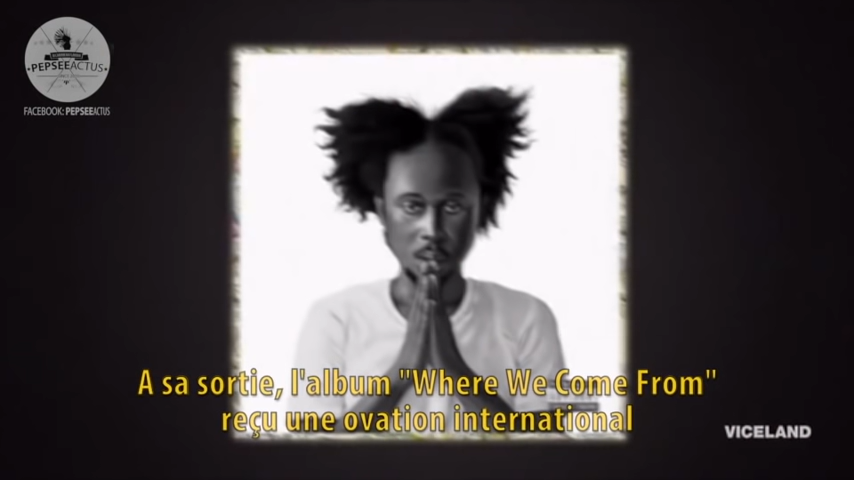 PEPSEEACTUS
FACEBOOK: PEPSEEACTUS
A sa sortie, l'album "Where We Come From"
reçu une ovation international
VICELAND